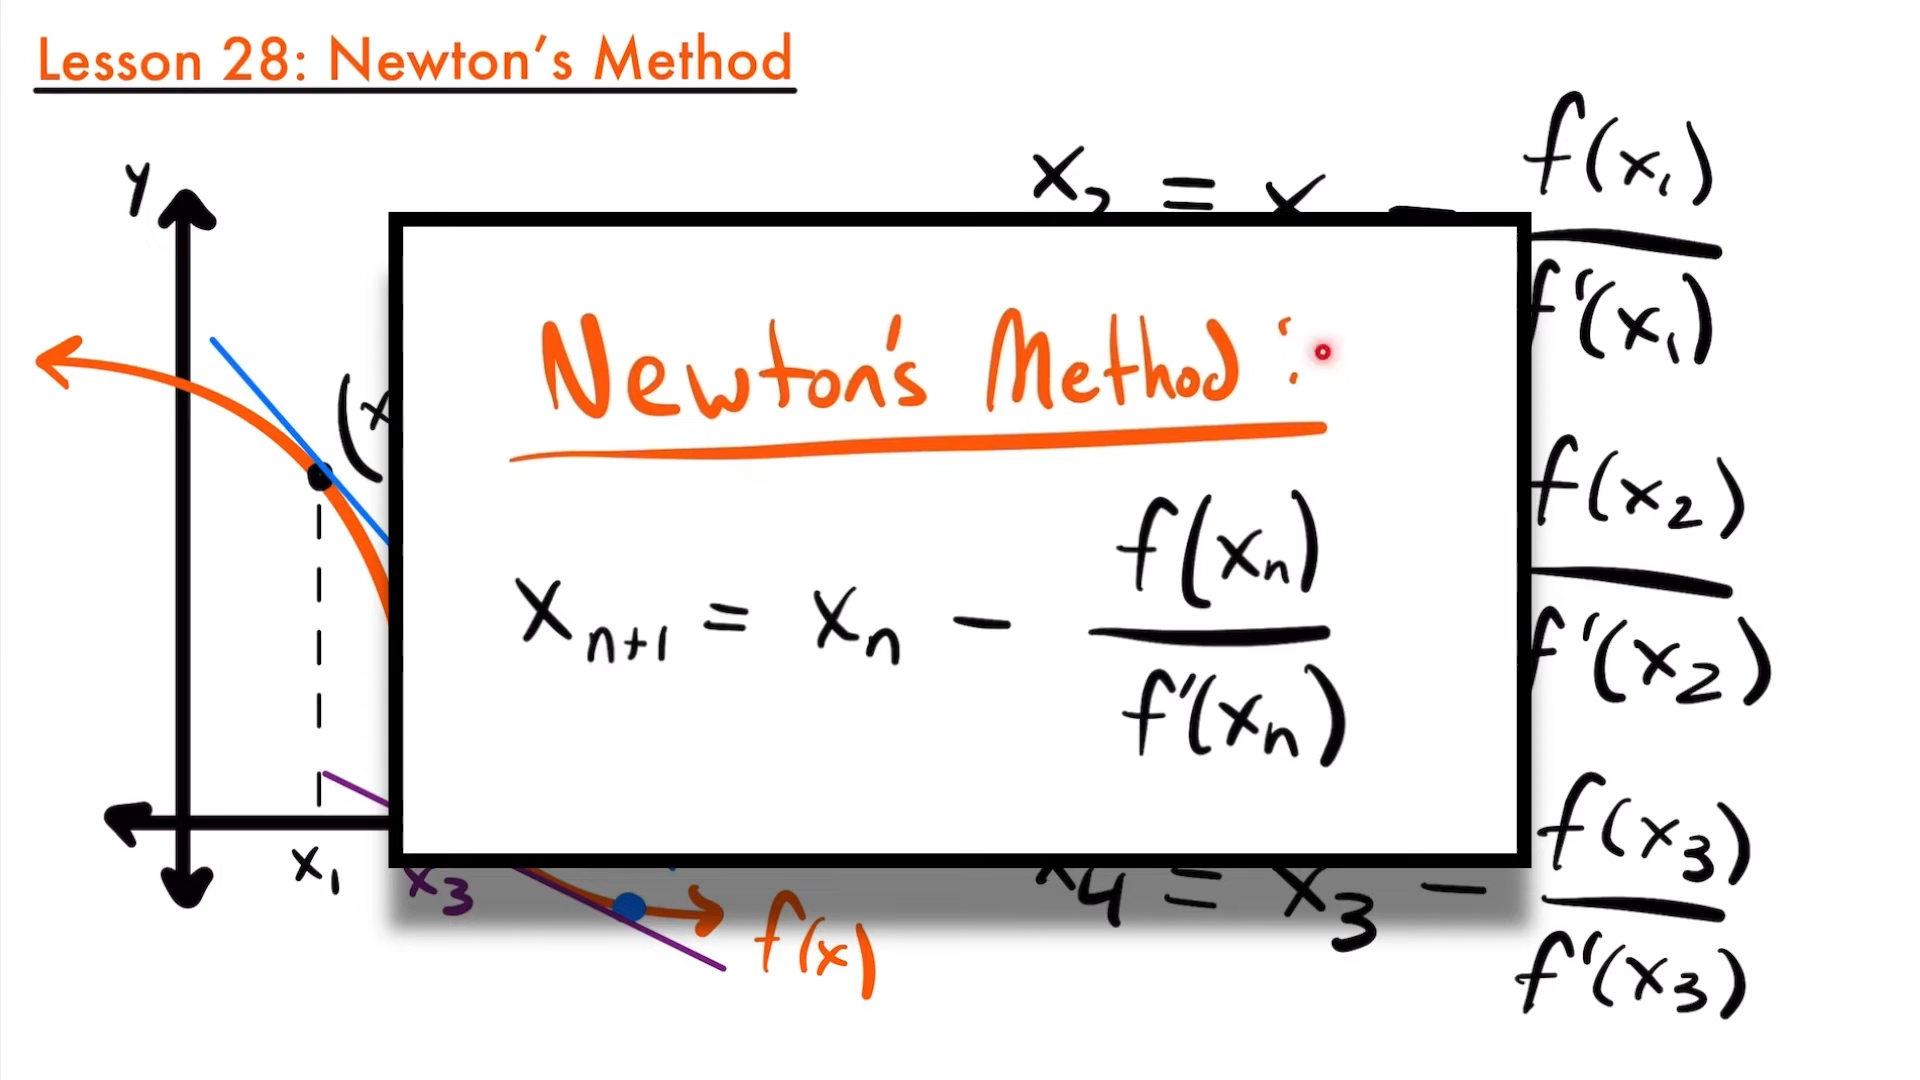 Lesson 28: Newton's Method
y
x₂ = x - f(x₁)
f'(x₁)
(x
Newton's Method :
xₙ₊₁ = xₙ - f(xₙ)
f'(xₙ)
f(x₂)
f'(x₂)
x₁
x₃
f(x)
x₄ = x₃ - f(x₃)
f'(x₃)